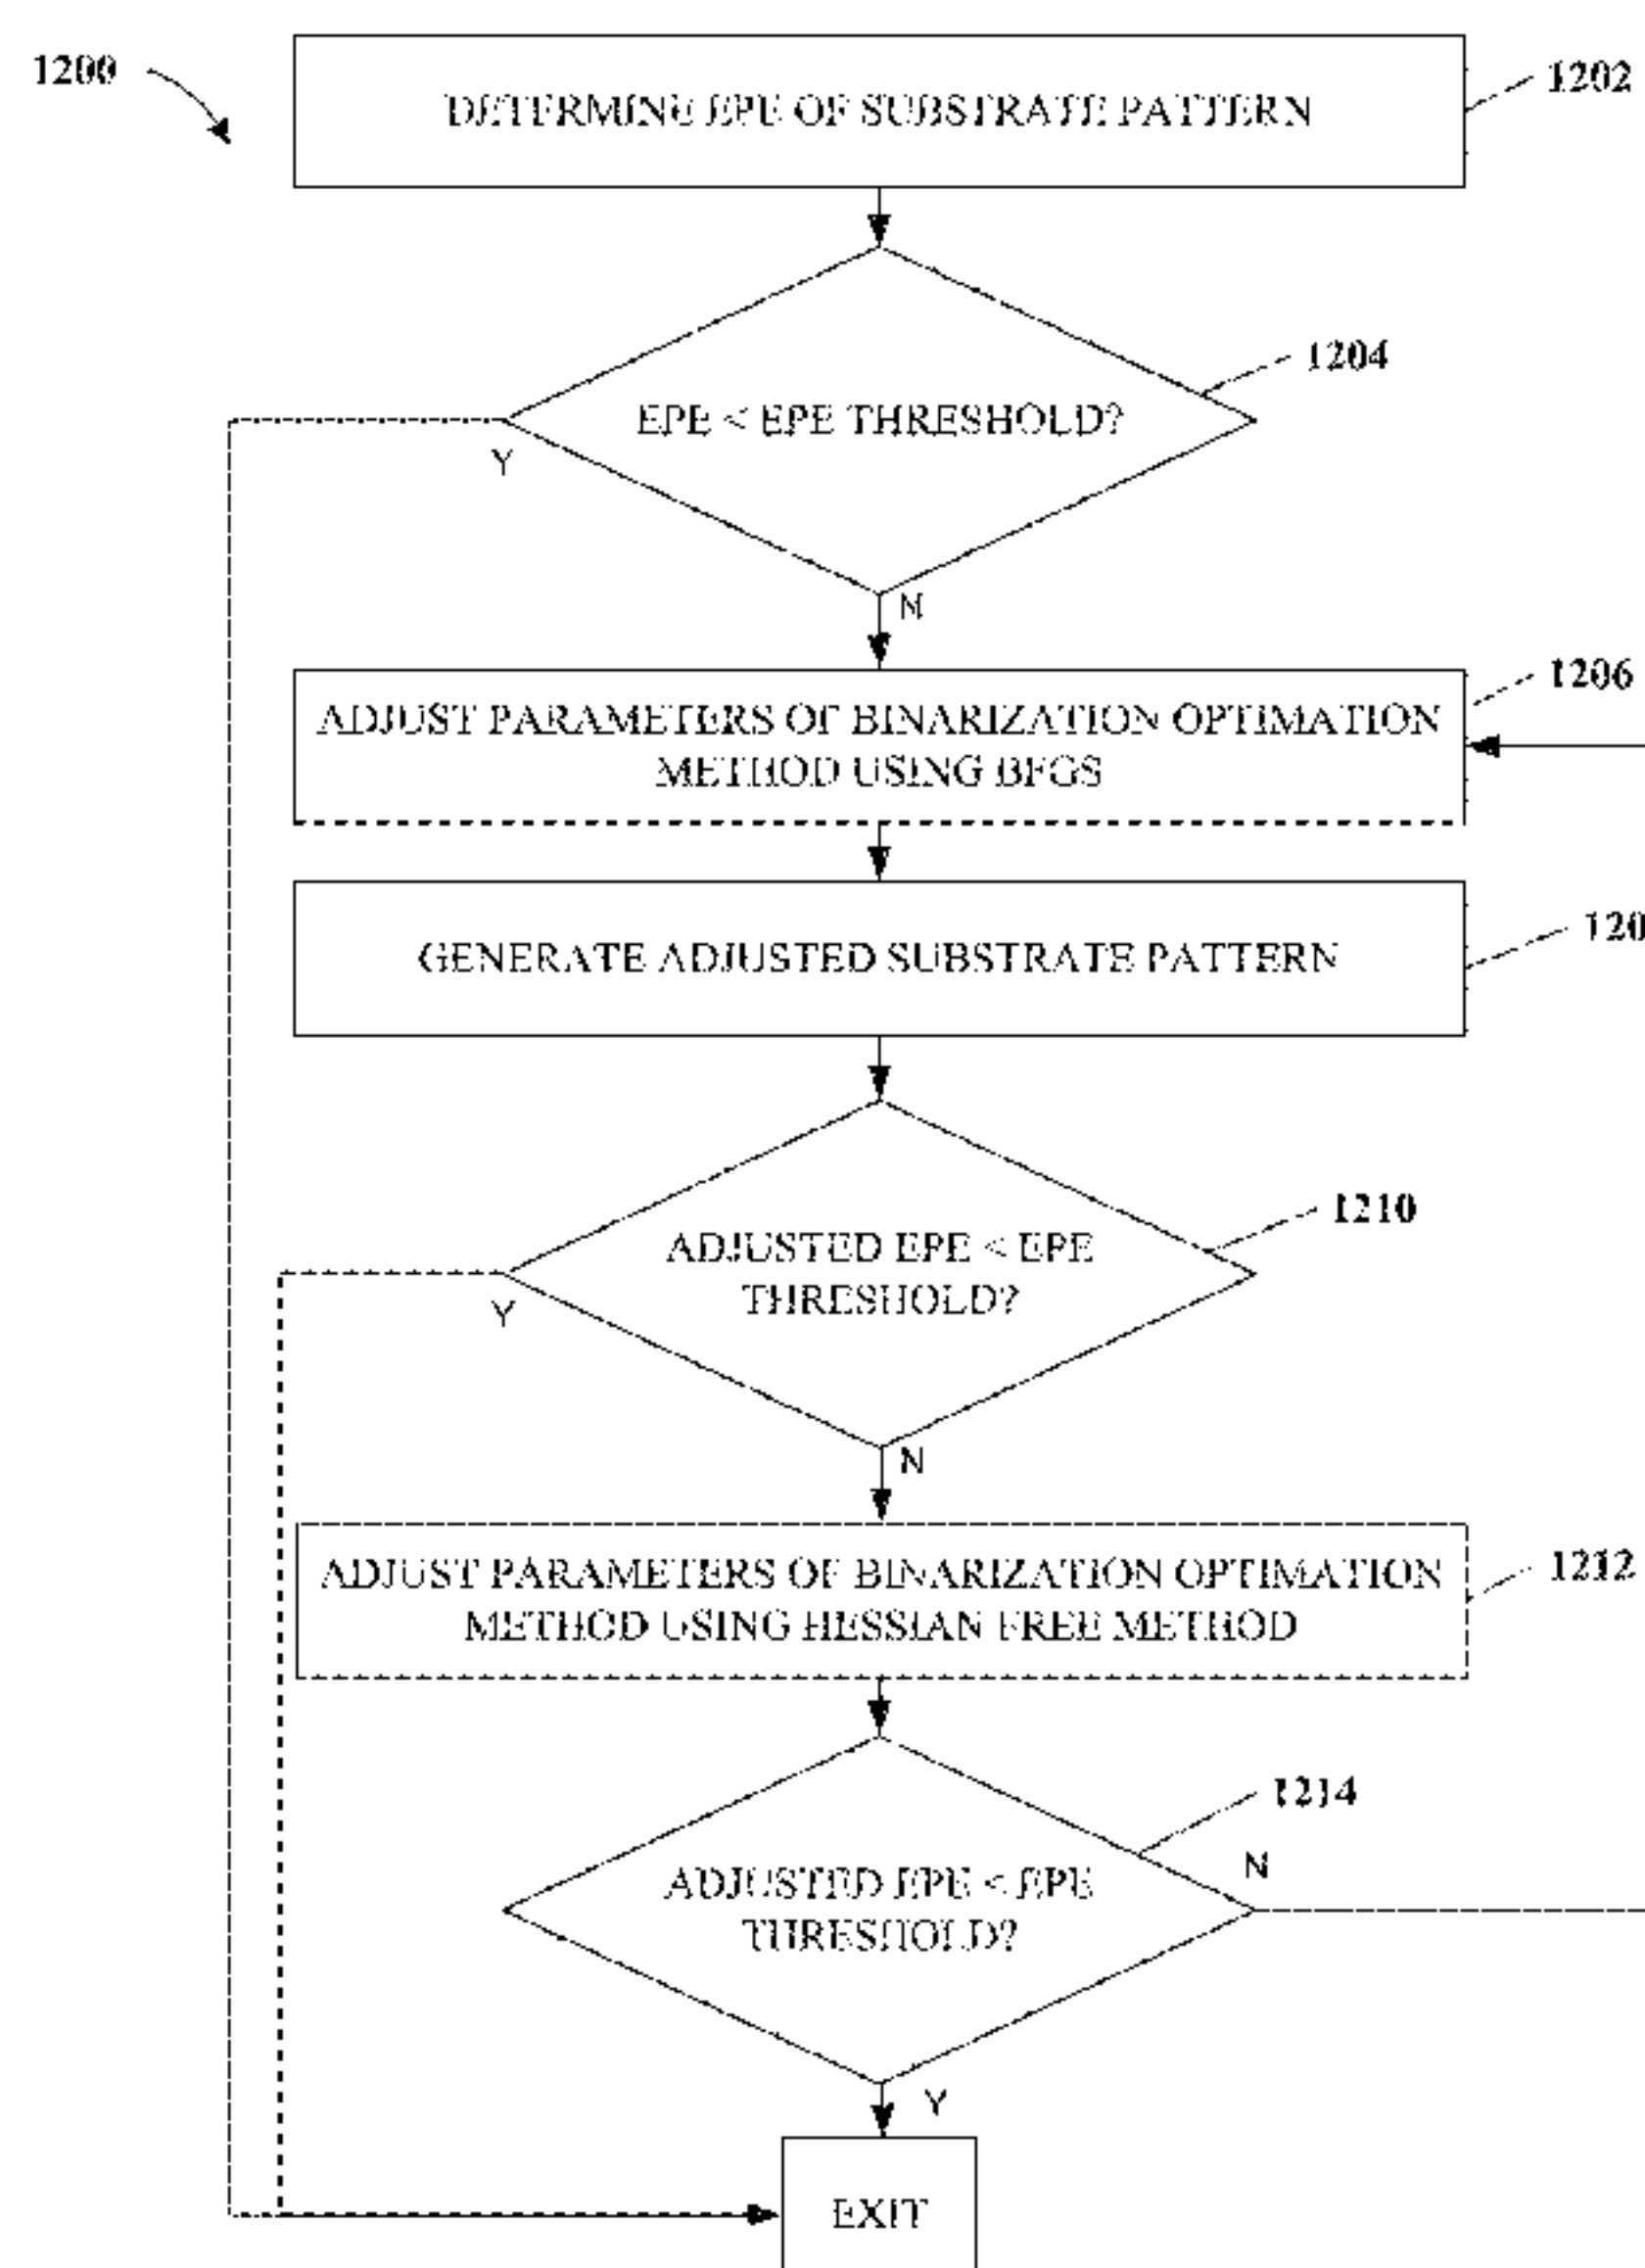 1200
DETERMINE EPE OF SUBSTRATE PATTERN
1202
EPE < EPE THRESHOLD?
1204
Y
N
ADJUST PARAMETERS OF BINARIZATION OPTIMATION
METHOD USING BFGS
1206
GENERATE ADJUSTED SUBSTRATE PATTERN
120
ADJUSTED EPE < EPE
THRESHOLD?
1210
Y
N
ADJUST PARAMETERS OF BINARIZATION OPTIMATION
METHOD USING HESSIAN FREE METHOD
1212
ADJUSTED EPE < EPE
THRESHOLD?
1214
N
Y
EXIT